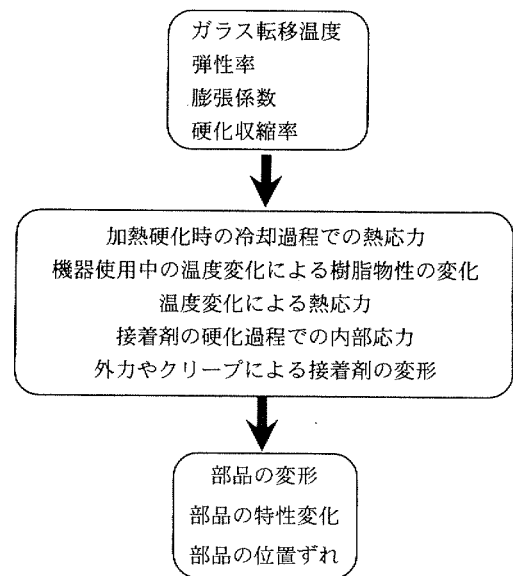 ガラス転移温度
弾性率
膨張係数
硬化収縮率
加熱硬化時の冷却過程での熱応力
機器使用中の温度変化による樹脂物性の変化
温度変化による熱応力
接着剤の硬化過程での内部応力
外力やクリープによる接着剤の変形
部品の変形
部品の特性変化
部品の位置ずれ